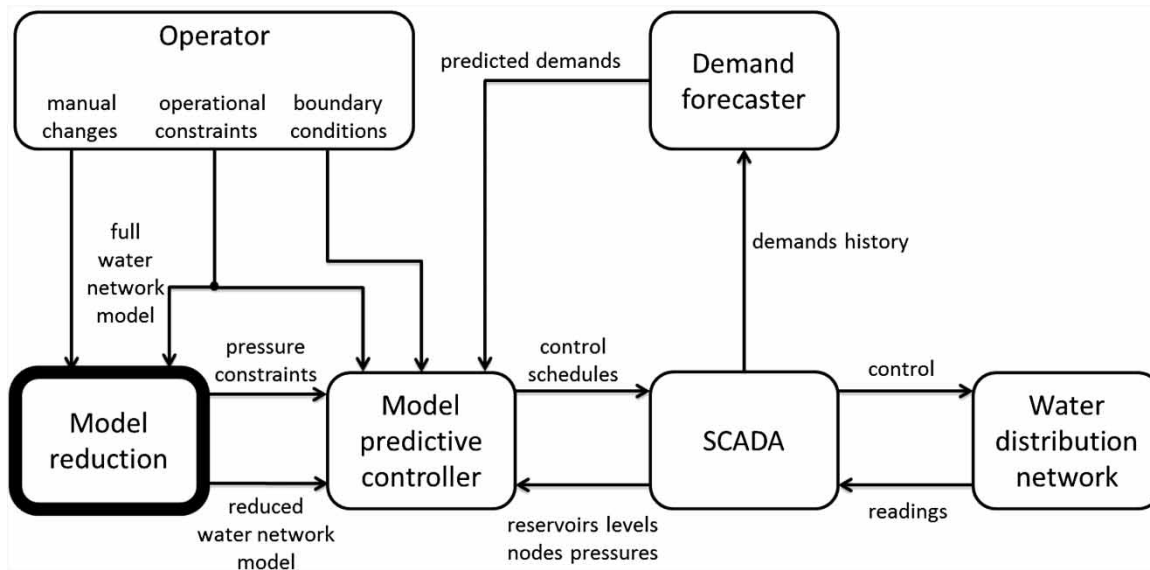 Operator
manual
changes
operational
constraints
boundary
conditions
predicted demands
Demand
forecaster
full
water
network
model
demands history
pressure
constraints
control
schedules
control
Model
reduction
Model
predictive
controller
SCADA
Water
distribution
network
reduced
water network
model
reservoirs levels
nodes pressures
readings